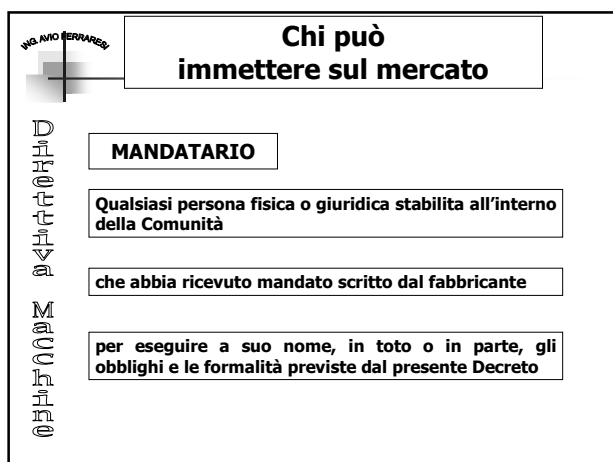 ING. AVIO FERRARESI
Chi può
immettere sul mercato
Direttiva Macchine
MANDATARIO
Qualsiasi persona fisica o giuridica stabilita all'interno
della Comunità
che abbia ricevuto mandato scritto dal fabbricante
per eseguire a suo nome, in toto o in parte, gli
obblighi e le formalità previste dal presente Decreto